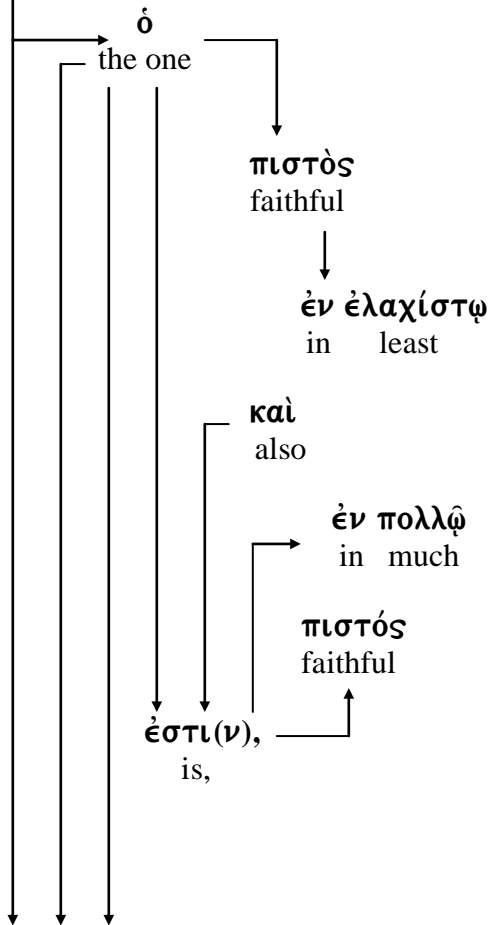 ὁ
the one
πιστὸς
faithful
ἐν ἐλαχίστῳ
in least
καὶ
also
ἐν πολλῷ
in much
πιστός
faithful
ἐστι(ν),
is,